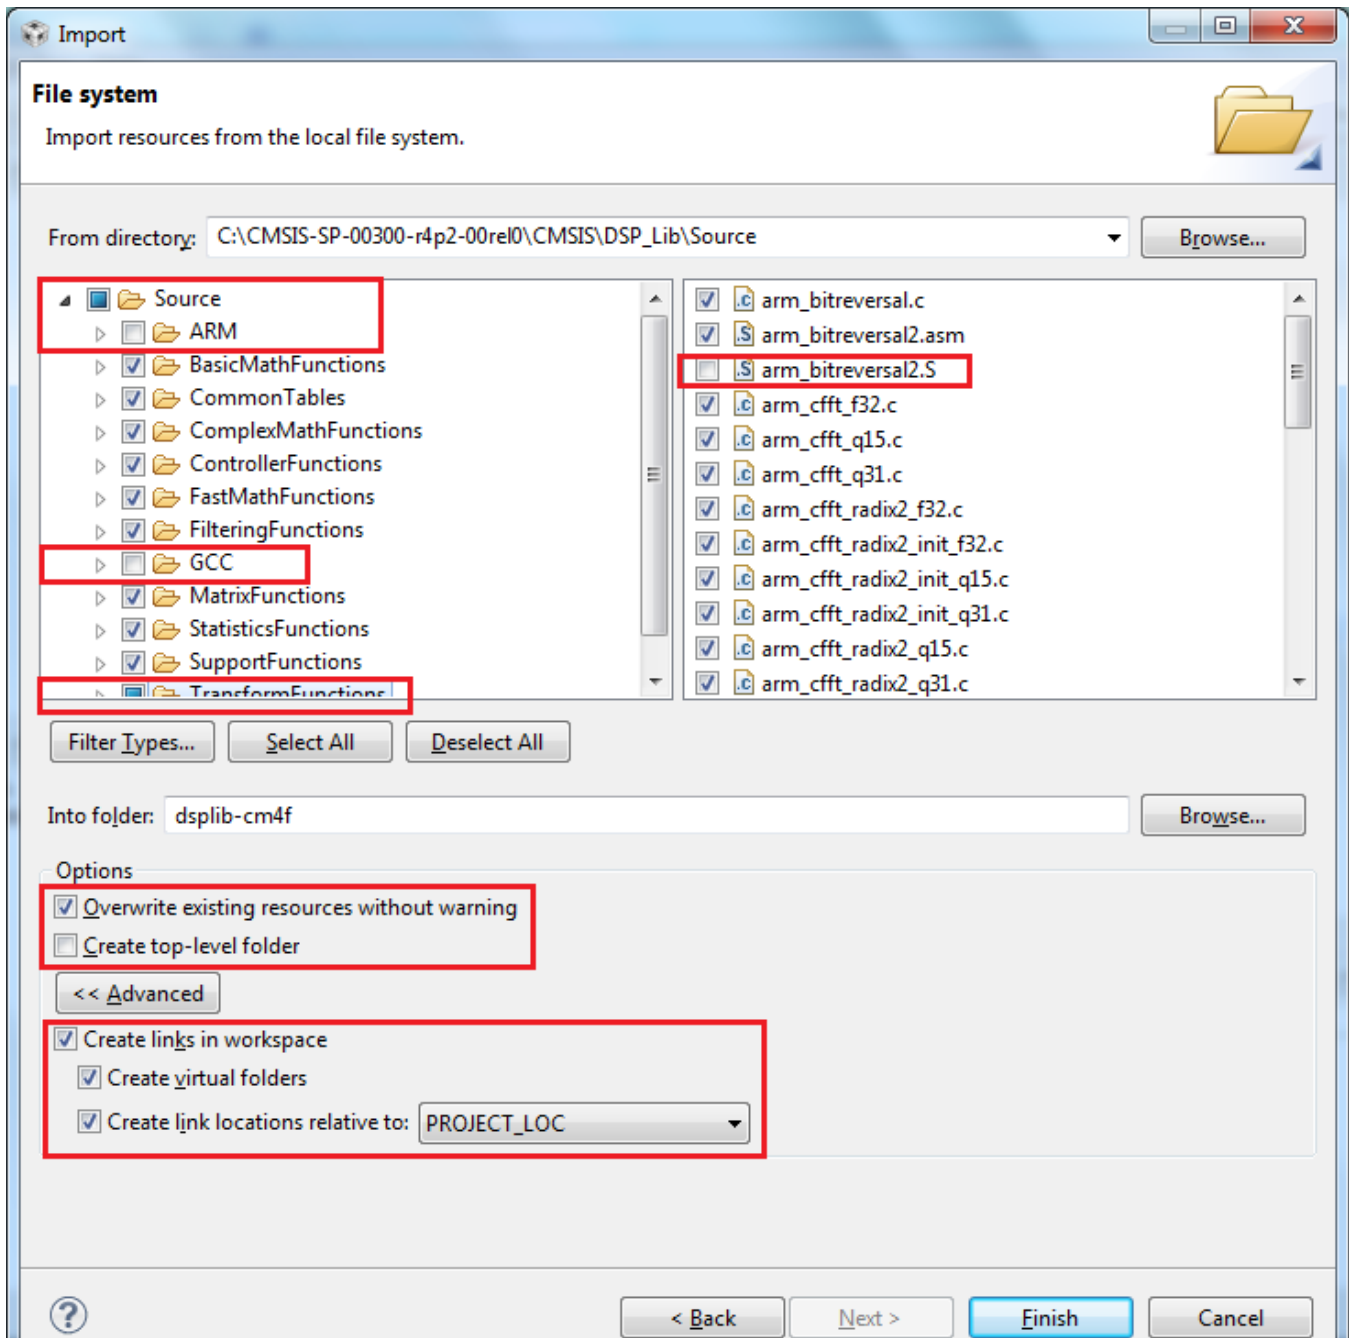 Import
File system
Import resources from the local file system.
From directory: C:\CMSIS-SP-00300-r4p2-00rel0\CMSIS\DSP_Lib\Source Browse...
Source
ARM
BasicMathFunctions
CommonTables
ComplexMathFunctions
ControllerFunctions
FastMathFunctions
FilteringFunctions
GCC
MatrixFunctions
StatisticsFunctions
SupportFunctions
TransformFunctions
.c arm_bitreversal.c
.S arm_bitreversal2.asm
.S arm_bitreversal2.S
.c arm_cfft_f32.c
.c arm_cfft_q15.c
.c arm_cfft_q31.c
.c arm_cfft_radix2_f32.c
.c arm_cfft_radix2_init_f32.c
.c arm_cfft_radix2_init_q15.c
.c arm_cfft_radix2_init_q31.c
.c arm_cfft_radix2_q15.c
.c arm_cfft_radix2_q31.c
Filter Types... Select All Deselect All
Into folder: dsplib-cm4f Browse...
Options
Overwrite existing resources without warning
Create top-level folder
<< Advanced
Create links in workspace
Create virtual folders
Create link locations relative to: PROJECT_LOC
? < Back Next > Finish Cancel